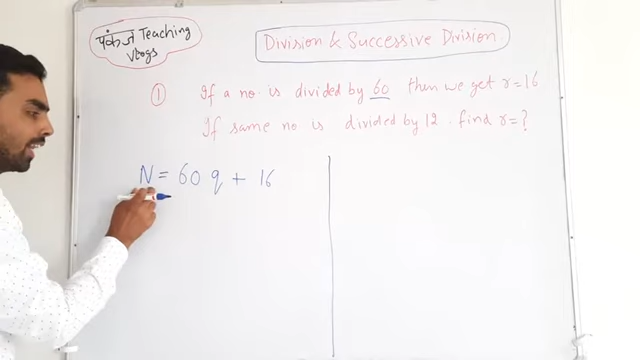 पंकज Teaching
Vlogs
Division & Successive Division
① If a no. is divided by 60 then we get r=16
If same no is divided by 12. find r=?
N = 60 q + 16